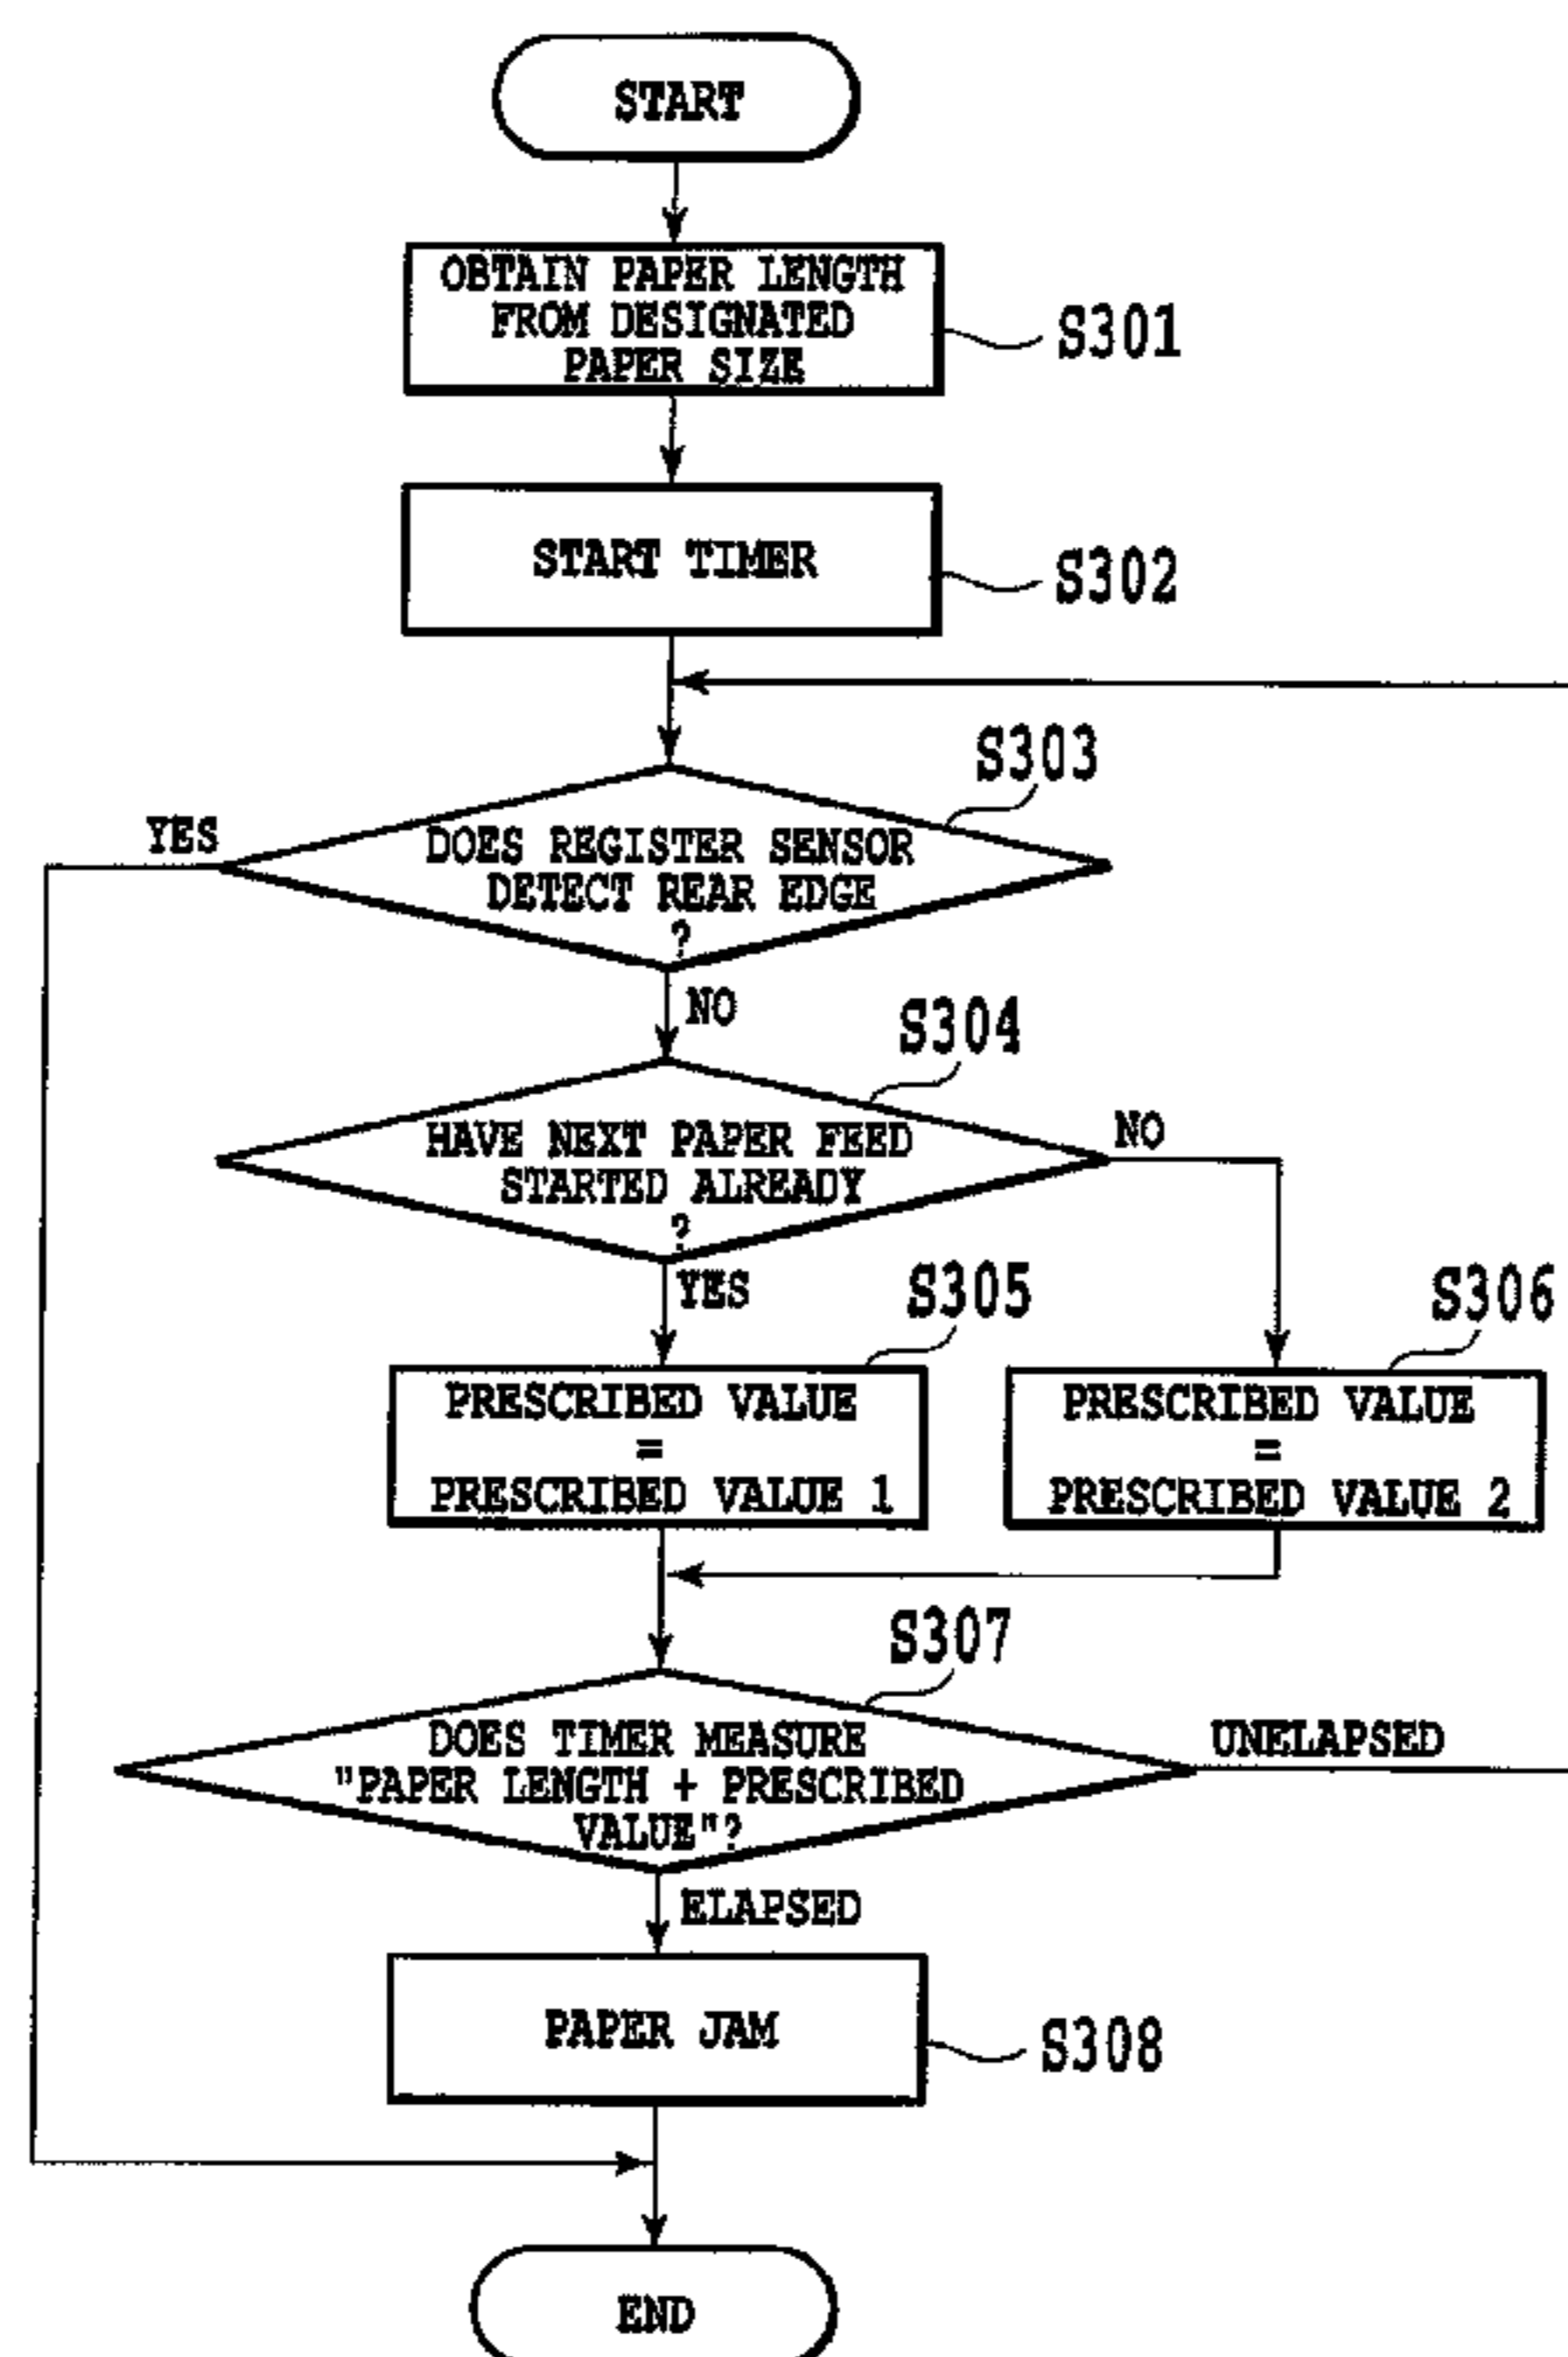 START
OBTAIN PAPER LENGTH
FROM DESIGNATED
PAPER SIZE
S301
START TIMER
S302
S303
YES
DOES REGISTER SENSOR
DETECT REAR EDGE
?
NO
S304
HAVE NEXT PAPER FEED
STARTED ALREADY
?
NO
YES
S305
S306
PRESCRIBED VALUE
=
PRESCRIBED VALUE 1
PRESCRIBED VALUE
=
PRESCRIBED VALUE 2
S307
DOES TIMER MEASURE
"PAPER LENGTH + PRESCRIBED
VALUE"?
UNELAPSED
ELAPSED
PAPER JAM
S308
END